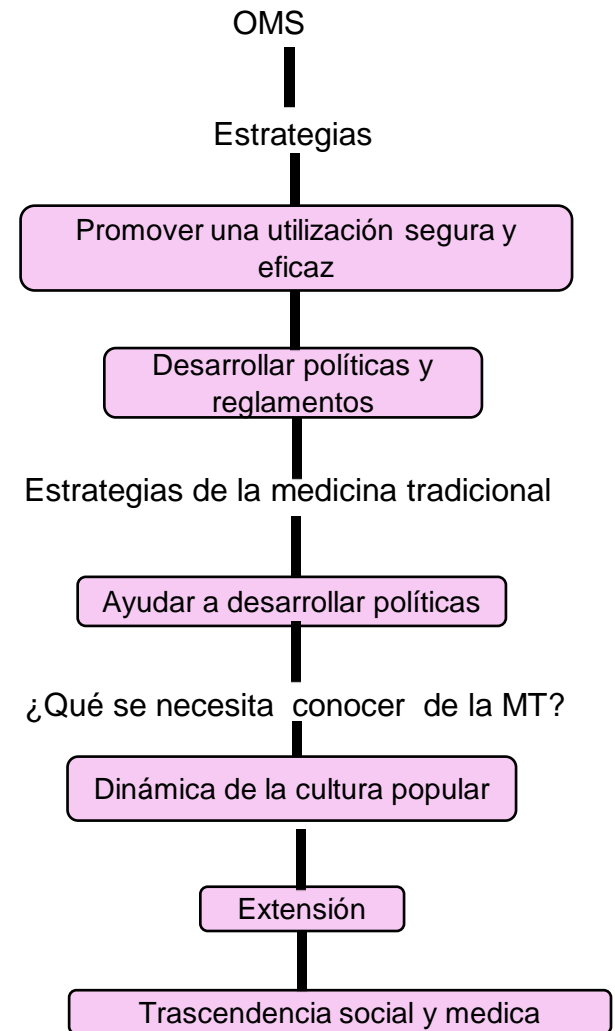 OMS
Estrategias
Promover una utilización segura y
eficaz
Desarrollar políticas y
reglamentos
Estrategias de la medicina tradicional
Ayudar a desarrollar políticas
¿Qué se necesita conocer de la MT?
Dinámica de la cultura popular
Extensión
Trascendencia social y medica